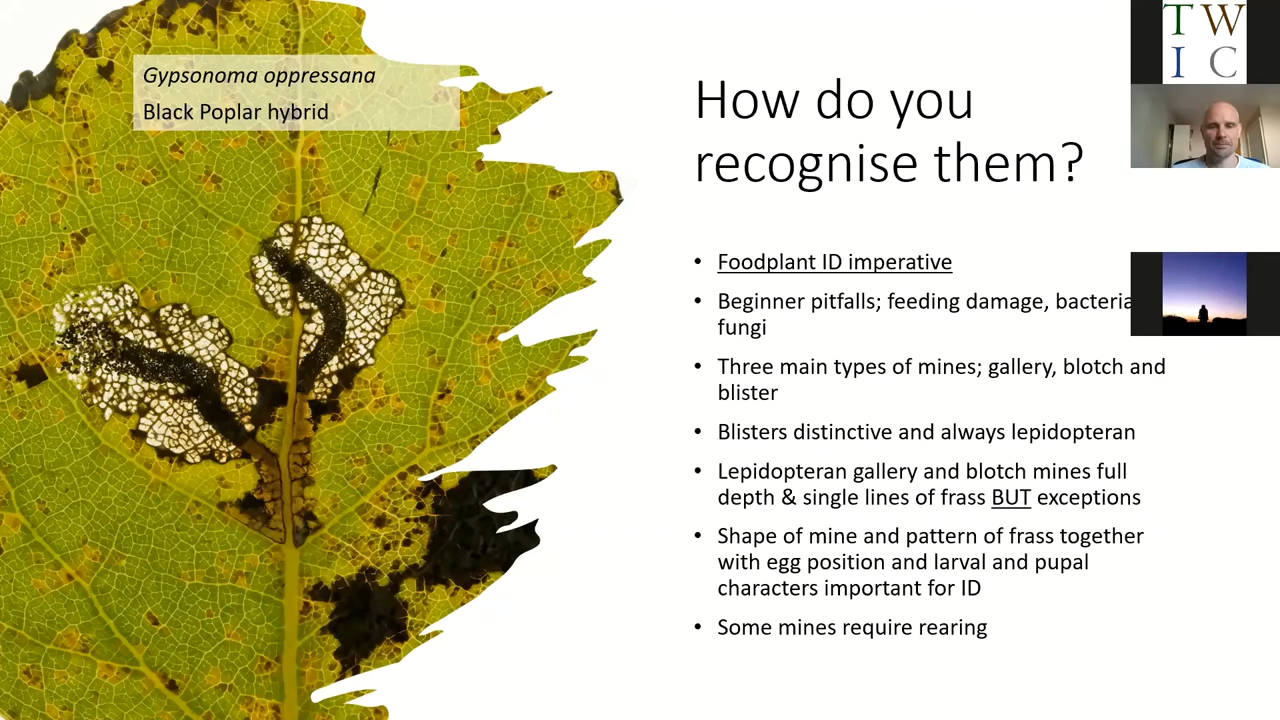 Gypsonoma oppressana
Black Poplar hybrid
How do you
recognise them?
• Foodplant ID imperative
• Beginner pitfalls; feeding damage, bacteria
fungi
• Three main types of mines; gallery, blotch and
blister
• Blisters distinctive and always lepidopteran
• Lepidopteran gallery and blotch mines full
depth & single lines of frass BUT exceptions
• Shape of mine and pattern of frass together
with egg position and larval and pupal
characters important for ID
• Some mines require rearing
T W
I C